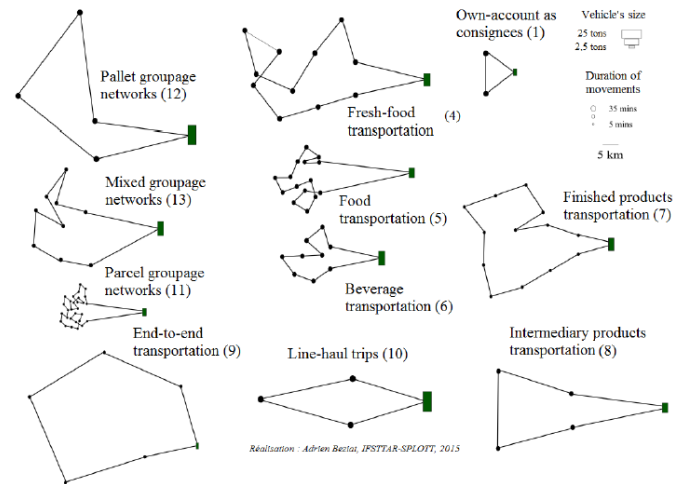 Own-account as
consignees (1)
Vehicle's size
25 tons
2,5 tons
Pallet groupage
networks (12)
Fresh-food
transportation
(4)
Duration of
movements
35 mins
5 mins
5 km
Mixed groupage
networks (13)
Food
transportation (5)
Finished products
transportation (7)
Parcel groupage
networks (11)
Beverage
transportation (6)
End-to-end
transportation (9)
Line-haul trips (10)
Intermediary products
transportation (8)
Réalisation : Adrien Beziat, IFSTTAR-SPLOTT, 2015